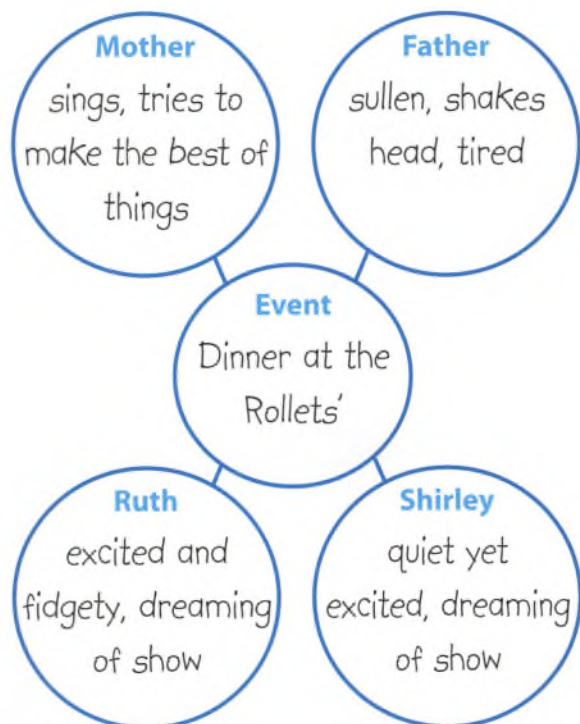 Mother
sings, tries to
make the best of
things
Father
sullen, shakes
head, tired
Event
Dinner at the
Rollets'
Ruth
excited and
fidgety, dreaming
of show
Shirley
quiet yet
excited, dreaming
of show